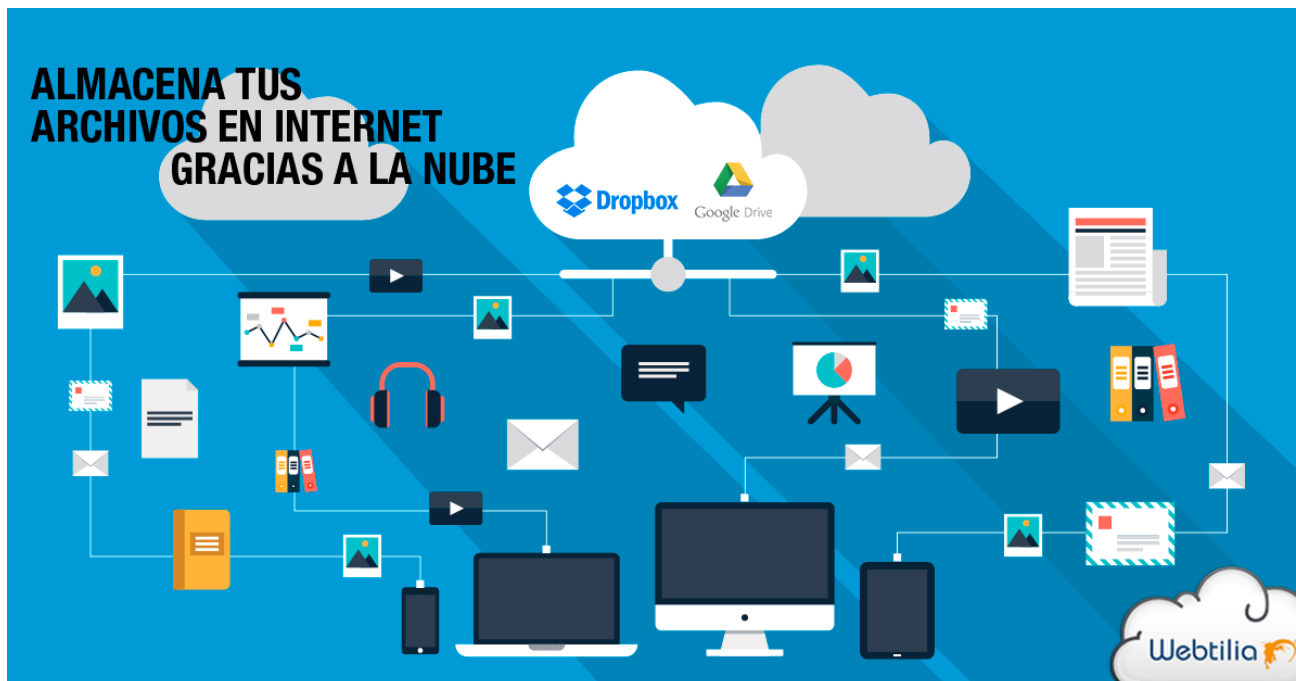 ALMACENA TUS
ARCHIVOS EN INTERNET
GRACIAS A LA NUBE
Dropbox
Google Drive
Webtilia